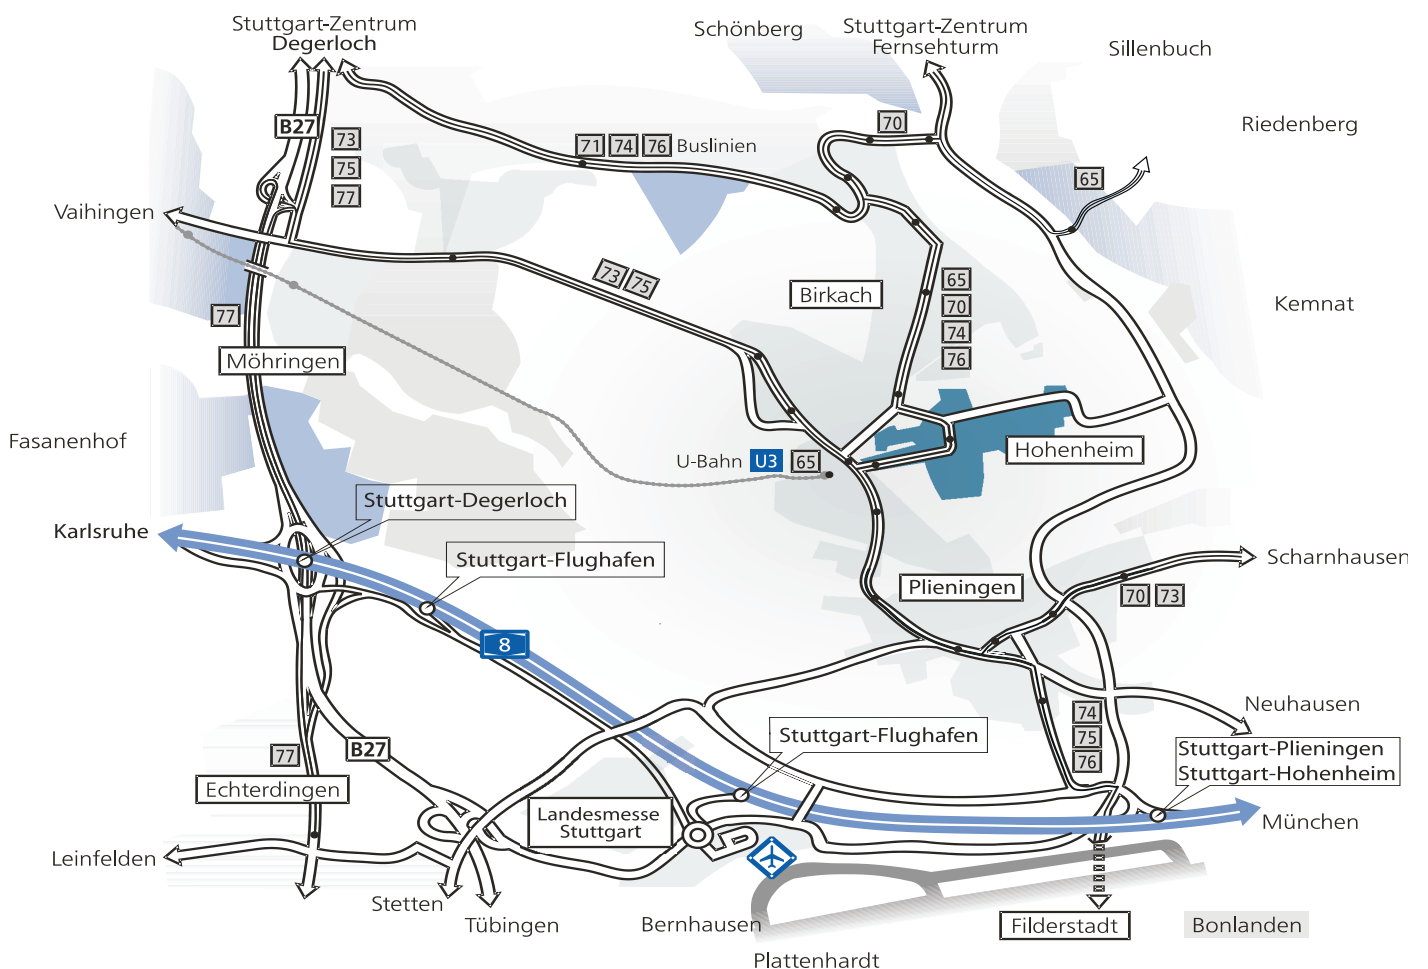 Stuttgart-Zentrum
Degerloch
Schönberg
Stuttgart-Zentrum
Fernsehturm
Sillenbuch
Riedenberg
B27
73
75
77
71 74 76 Buslinien
70
65
Vaihingen
73 75
Birkach
65
70
74
76
Kemnat
77
Möhringen
Fasanenhof
Hohenheim
U-Bahn U3 65
Stuttgart-Degerloch
Karlsruhe
Stuttgart-Flughafen
Scharnhausen
Plieningen
70 73
8
Neuhausen
74
75
76
Stuttgart-Flughafen
Stuttgart-Plieningen
Stuttgart-Hohenheim
77
B27
Echterdingen
Landesmesse
Stuttgart
München
Leinfelden
Stetten
Tübingen
Bernhausen
Filderstadt
Bonlanden
Plattenhardt